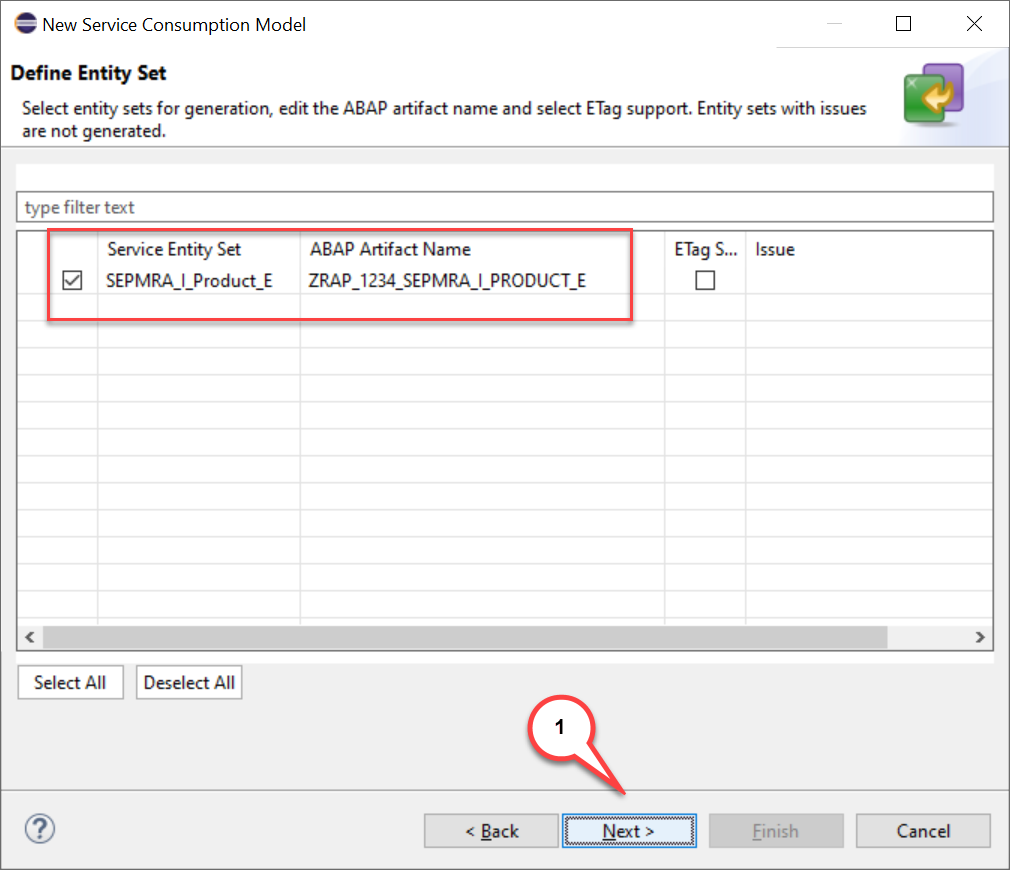 New Service Consumption Model
Define Entity Set
Select entity sets for generation, edit the ABAP artifact name and select ETag support. Entity sets with issues
are not generated.
type filter text
Service Entity Set ABAP Artifact Name ETag S... Issue
SEPMRA_I_Product_E ZRAP_1234_SEPMRA_I_PRODUCT_E
Select All Deselect All
1
? < Back Next > Finish Cancel